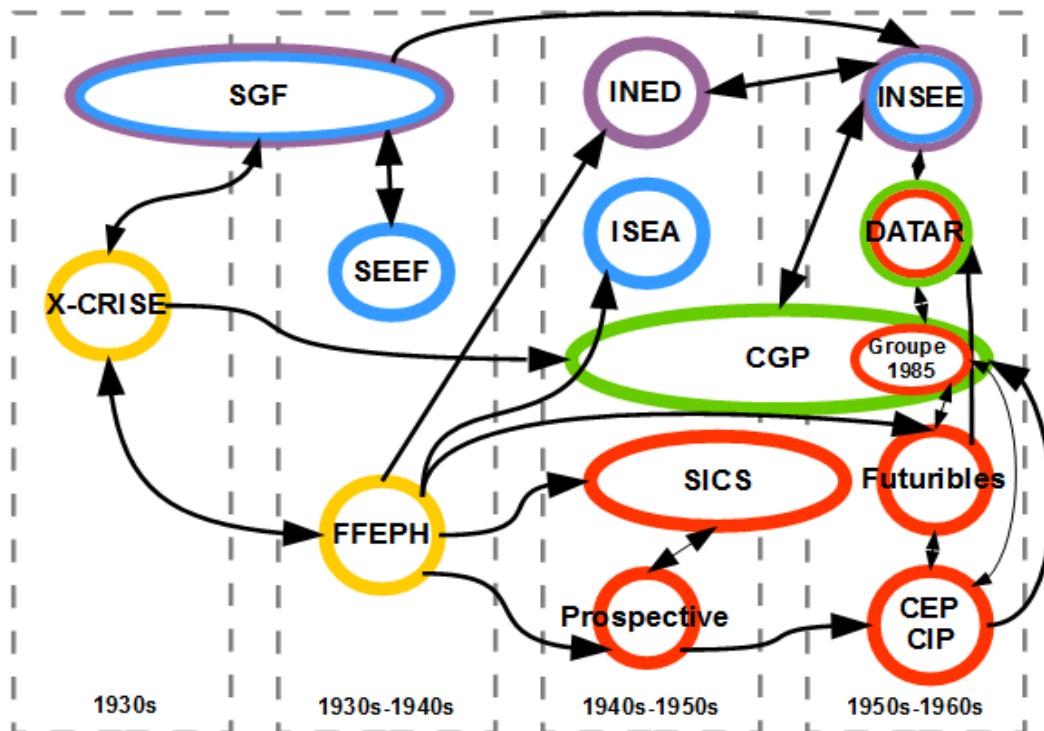 SGF
INED
INSEE
ISEA
DATAR
SEEF
X-CRISE
CGP
Groupe
1985
SICS
Futuribles
FFEPH
Prospective
CEP
CIP
1930s
1930s-1940s
1940s-1950s
1950s-1960s